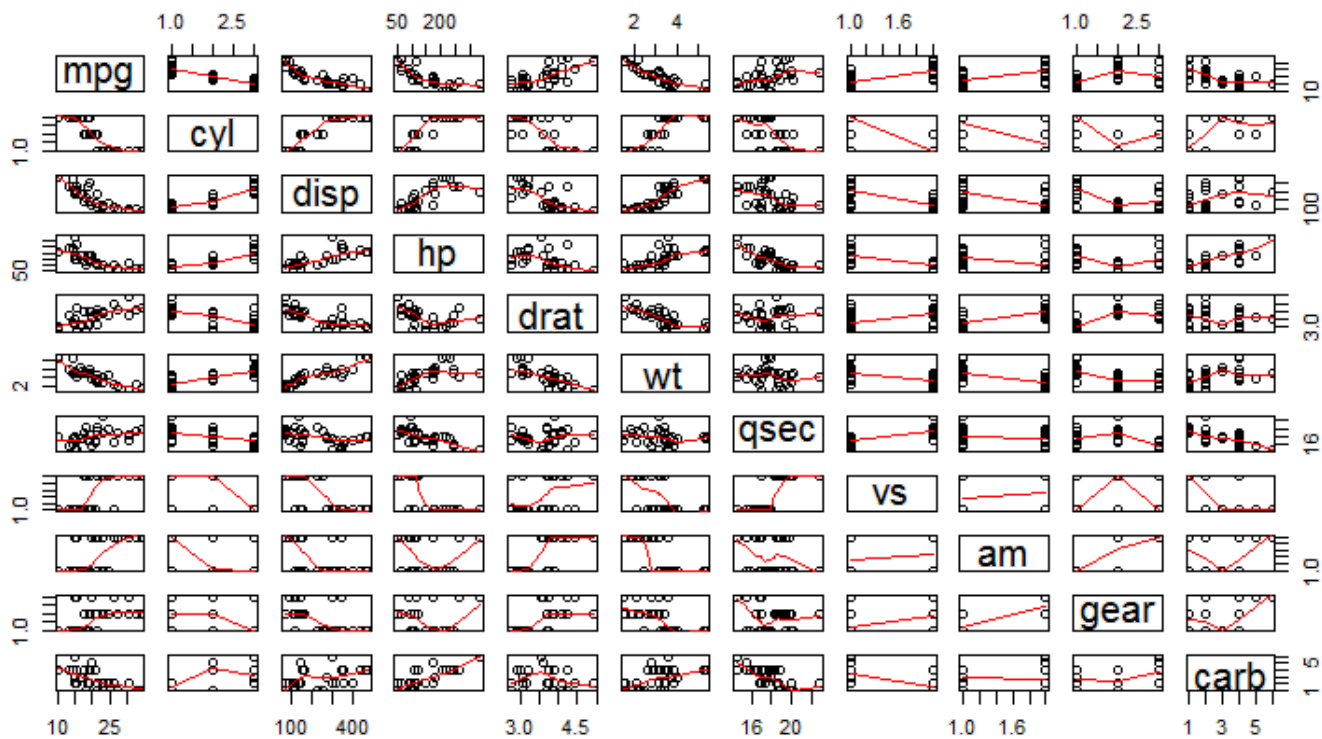 1.0 2.5 50 200 2 4 1.0 1.6 1.0 2.5
mpg 10
1.0 cyl
disp 100
50 hp
drat 3.0
2 wt
qsec 16
1.0 vs
am 1.0
1.0 gear
carb 1 5
10 25 100 400 3.0 4.5 16 20 1.0 1.6 1 3 5